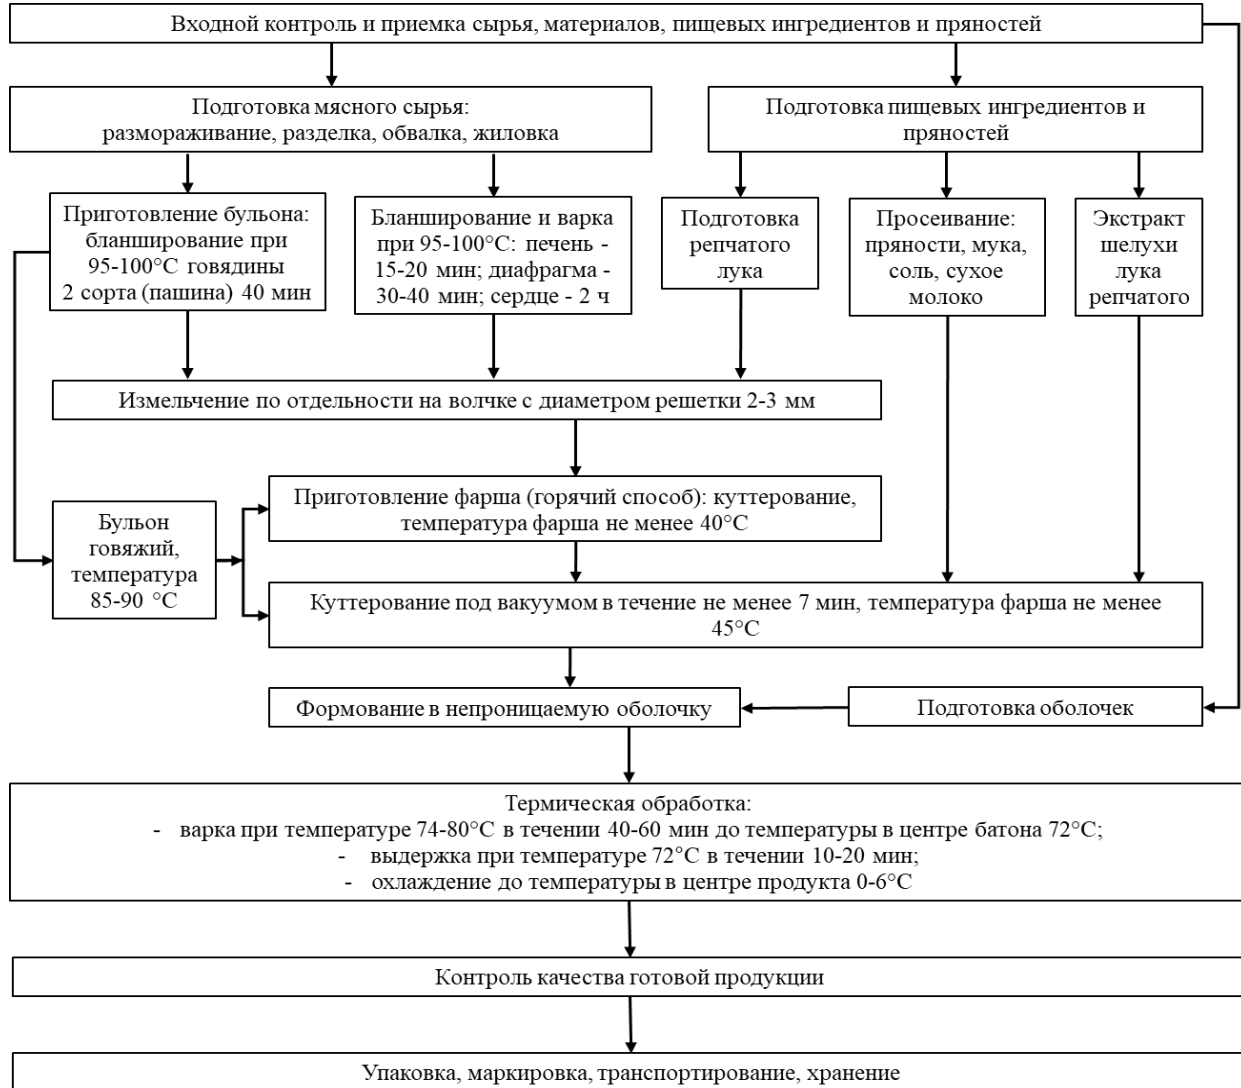 Входной контроль и приемка сырья, материалов, пищевых ингредиентов и пряностей
Подготовка мясного сырья:
размораживание, разделка, обвалка, жиловка
Подготовка пищевых ингредиентов и
пряностей
Приготовление бульона:
бланширование при
95-100°С говядины
2 сорта (пашина) 40 мин
Бланширование и варка
при 95-100°С: печень -
15-20 мин; диафрагма -
30-40 мин; сердце - 2 ч
Подготовка
репчатого
лука
Просеивание:
пряности, мука,
соль, сухое
молоко
Экстракт
шелухи
лука
репчатого
Измельчение по отдельности на волчке с диаметром решетки 2-3 мм
Приготовление фарша (горячий способ): куттерование,
температура фарша не менее 40°С
Бульон
говяжий,
температура
85-90 °С
Куттерование под вакуумом в течение не менее 7 мин, температура фарша не менее
45°С
Формование в непроницаемую оболочку
Подготовка оболочек
Термическая обработка:
- варка при температуре 74-80°С в течении 40-60 мин до температуры в центре батона 72°С;
- выдержка при температуре 72°С в течении 10-20 мин;
- охлаждение до температуры в центре продукта 0-6°С
Контроль качества готовой продукции
Упаковка, маркировка, транспортирование, хранение